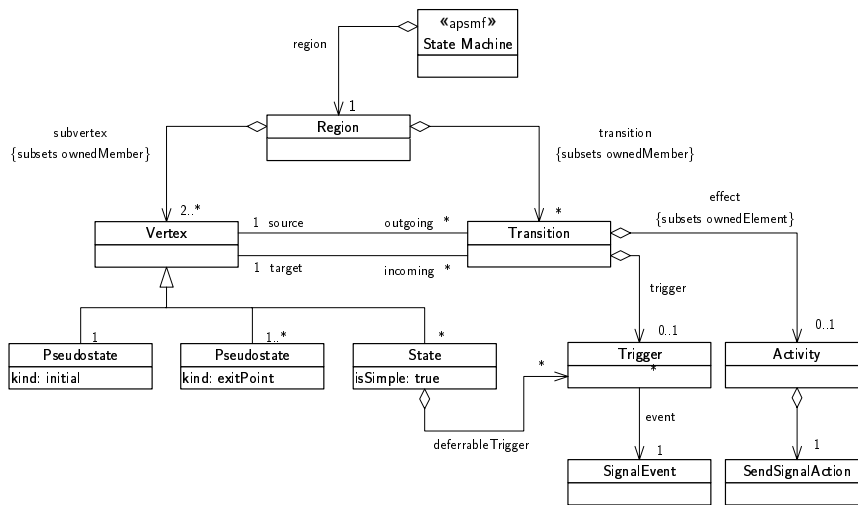 «apsmf»
State Machine
region
1
Region
subvertex
{subsets ownedMember}
transition
{subsets ownedMember}
2..*
*
effect
{subsets ownedElement}
Vertex
1 source
outgoing *
Transition
1 target
incoming *
trigger
1
1..*
*
0..1
0..1
Pseudostate
kind: initial
Pseudostate
kind: exitPoint
State
isSimple: true
Trigger
*
Activity
*
deferrableTrigger
event
1
1
SignalEvent
SendSignalAction